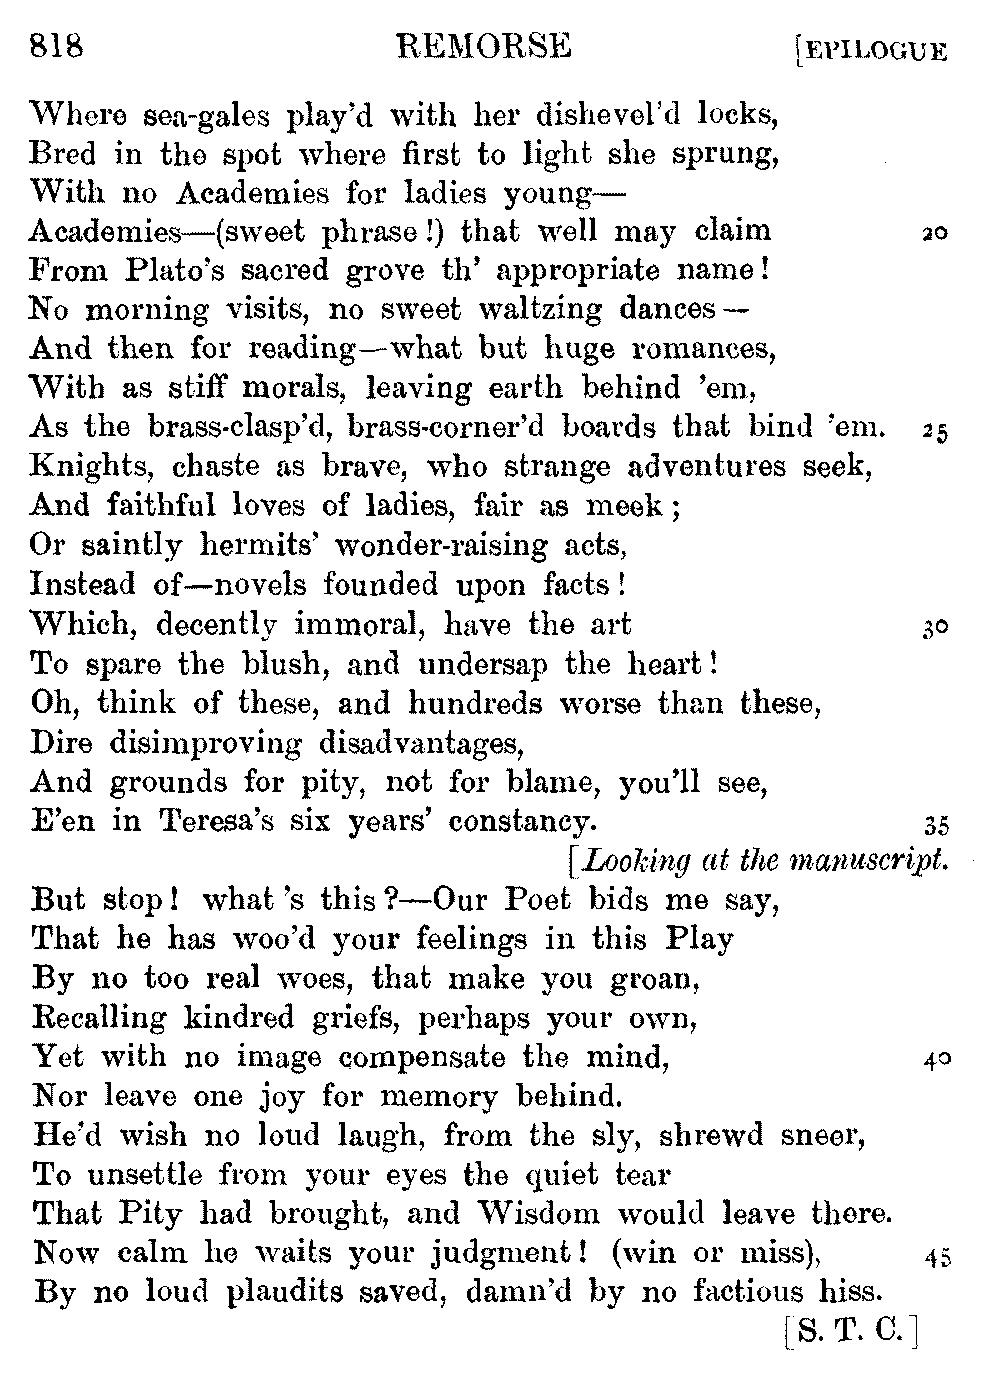 818 REMORSE [EPILOGUE
Where sea-gales play'd with her dishevel'd locks,
Bred in the spot where first to light she sprung,
With no Academies for ladies young—
Academies—(sweet phrase!) that well may claim 20
From Plato's sacred grove th' appropriate name!
No morning visits, no sweet waltzing dances—
And then for reading—what but huge romances,
With as stiff morals, leaving earth behind 'em,
As the brass-clasp'd, brass-corner'd boards that bind 'em. 25
Knights, chaste as brave, who strange adventures seek,
And faithful loves of ladies, fair as meek;
Or saintly hermits' wonder-raising acts,
Instead of—novels founded upon facts!
Which, decently immoral, have the art 30
To spare the blush, and undersap the heart!
Oh, think of these, and hundreds worse than these,
Dire disimproving disadvantages,
And grounds for pity, not for blame, you'll see,
E'en in Teresa's six years' constancy. 35
[Looking at the manuscript.
But stop! what's this?—Our Poet bids me say,
That he has woo'd your feelings in this Play
By no too real woes, that make you groan,
Recalling kindred griefs, perhaps your own,
Yet with no image compensate the mind, 40
Nor leave one joy for memory behind.
He'd wish no loud laugh, from the sly, shrewd sneer,
To unsettle from your eyes the quiet tear
That Pity had brought, and Wisdom would leave there.
Now calm he waits your judgment! (win or miss), 45
By no loud plaudits saved, damn'd by no factious hiss.
[S. T. C.]